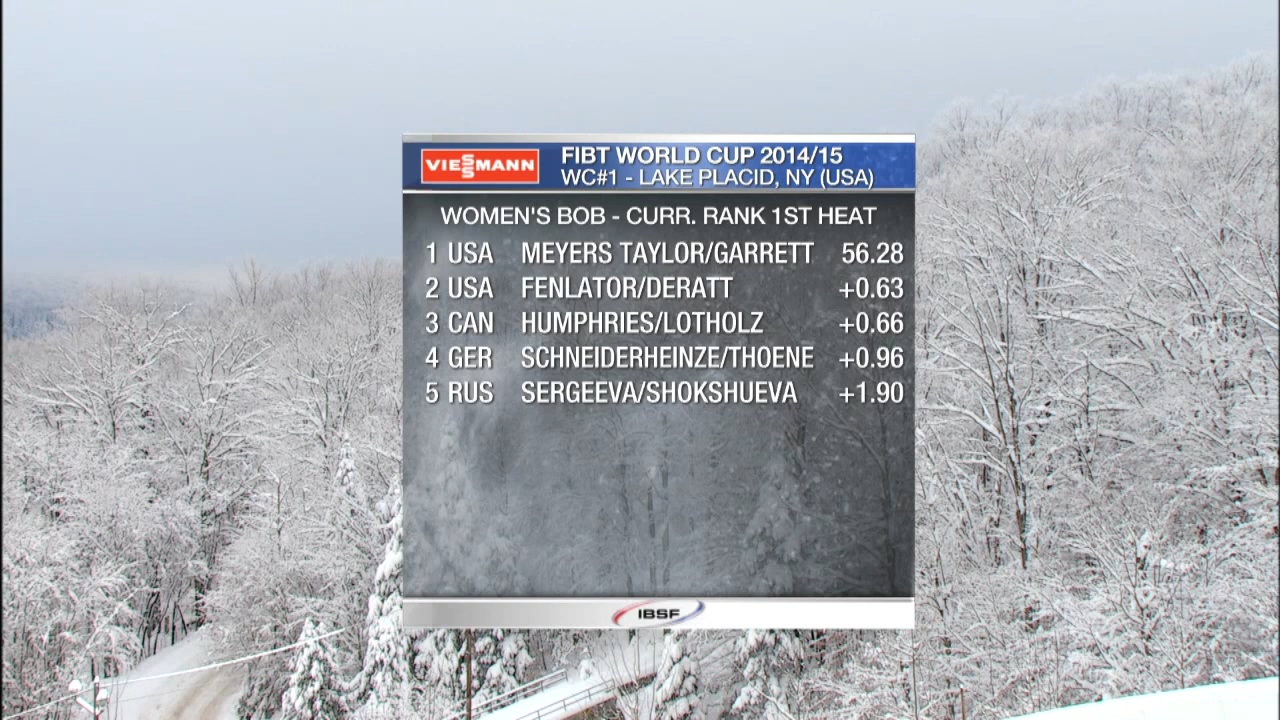 VIESSMANN
FIBT WORLD CUP 2014/15
WC#1 - LAKE PLACID, NY (USA)
WOMEN'S BOB - CURR. RANK 1ST HEAT
1 USA MEYERS TAYLOR/GARRETT 56.28
2 USA FENLATOR/DERATT +0.63
3 CAN HUMPHRIES/LOTHOLZ +0.66
4 GER SCHNEIDERHEINZE/THOENE +0.96
5 RUS SERGEEVA/SHOKSHUEVA +1.90
IBSF